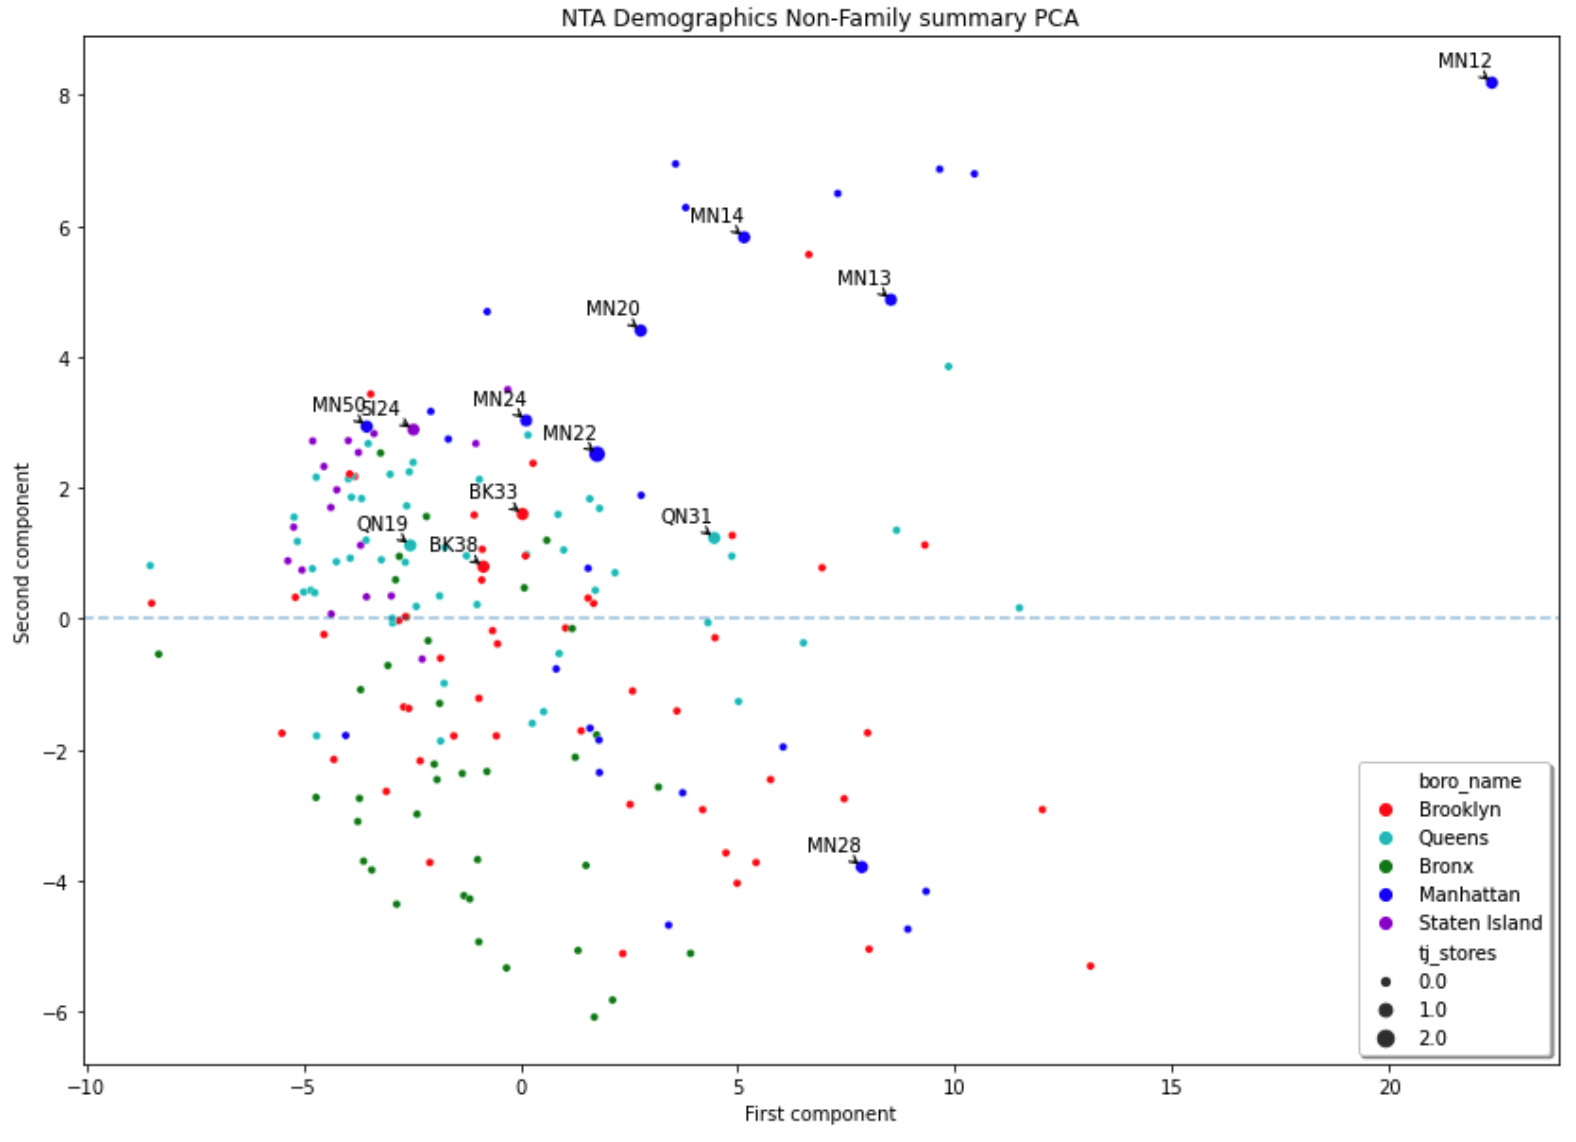 NTA Demographics Non-Family summary PCA
MN12
MN14
MN13
MN20
MN50
SI24
MN24
MN22
BK33
QN19
QN31
BK38
MN28
8
6
4
2
0
−2
−4
−6
Second component
−10
−5
0
5
10
15
20
First component
boro_name
Brooklyn
Queens
Bronx
Manhattan
Staten Island
tj_stores
0.0
1.0
2.0